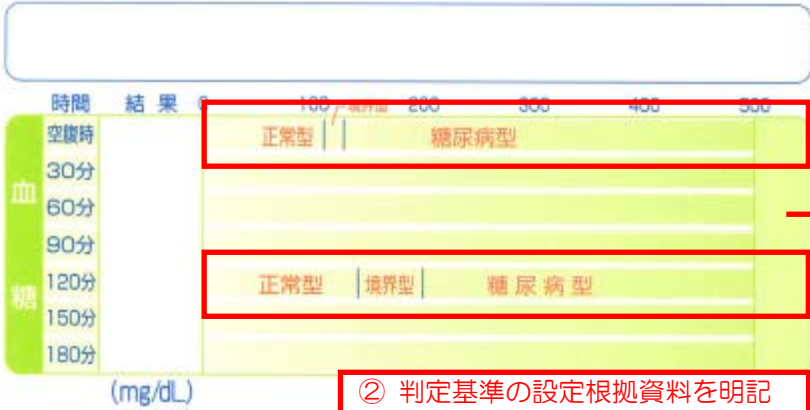 時間 結果 0 100 境界型 200 300 400 500
空腹時 正常型 糖尿病型
30分
60分
90分
120分 正常型 境界型 糖尿病型
150分
180分
血糖
(mg/dL)
② 判定基準の設定根拠資料を明記